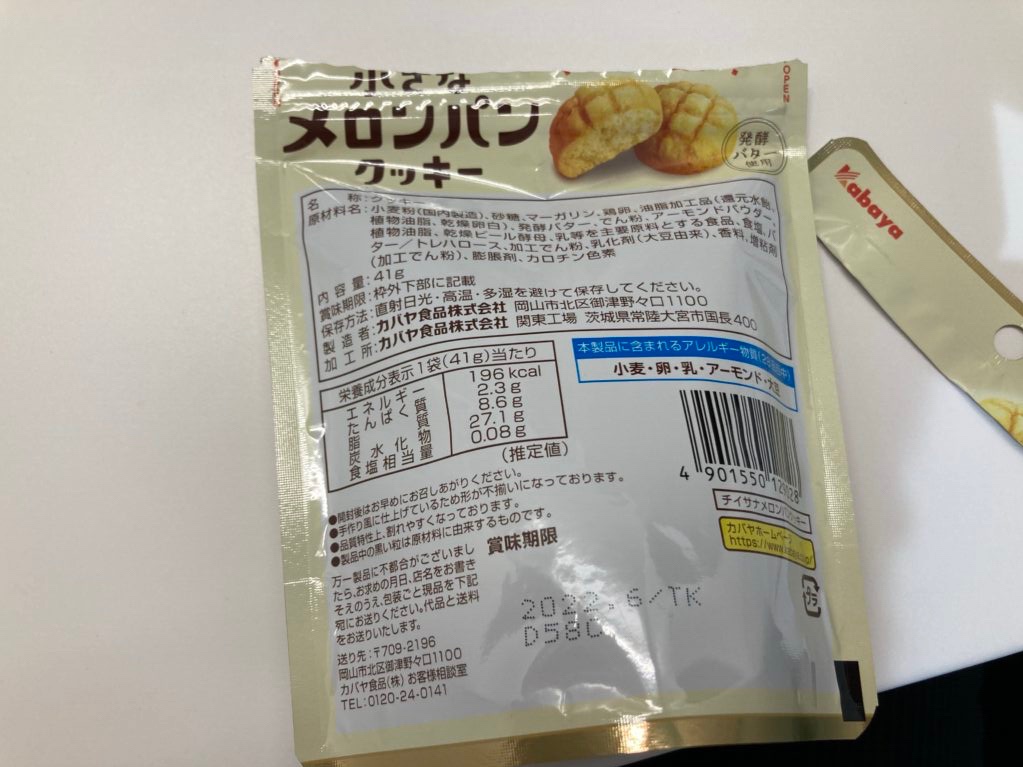 小さな
メロンパン
クッキー
OPEN
発酵
バター
使用
Kabaya
名　　称:クッキー
原材料名:小麦粉(国内製造)、砂糖、マーガリン、鶏卵、油脂加工品(還元水飴、
植物油脂、乾燥卵白)、発酵バター、でん粉、アーモンドパウダー、
植物油脂、乾燥ビール酵母、乳等を主要原料とする食品、食塩、バ
ター/トレハロース、加工でん粉、乳化剤(大豆由来)、香料、増粘剤
(加工でん粉)、膨脹剤、カロチン色素
内容量:41g
賞味期限:枠外下部に記載
保存方法:直射日光・高温・多湿を避けて保存してください。
製造者:カバヤ食品株式会社 岡山市北区御津野々口1100
加工所:カバヤ食品株式会社 関東工場 茨城県常陸大宮市国長400
栄養成分表示1袋(41g)当たり
エネルギー 196kcal
たんぱく質 2.3g
脂質 8.6g
炭水化物 27.1g
食塩相当量 0.08g
(推定値)
本製品に含まれるアレルギー物質(28品目中)
小麦・卵・乳・アーモンド・大豆
4 901550 129028
チイサナメロンパンクッキー
カバヤホームページ
https://www.kabaya.co.jp/
プラ
●開封後はお早めにお召しあがりください。
●手作り風に仕上げているため形が不揃いになっております。
●品質特性上、割れやすくなっております。
●製品中の黒い粒は原材料に由来するものです。
万一製品に不都合がございまし
たら、お求めの月日、店名をお書き
そえのうえ、包装ごと現品を下記
宛にお送りください。代品と送料
をお送りいたします。
送り先:〒709-2196
岡山市北区御津野々口1100
カバヤ食品(株)お客様相談室
TEL:0120-24-0141
賞味期限
2022.6/TK